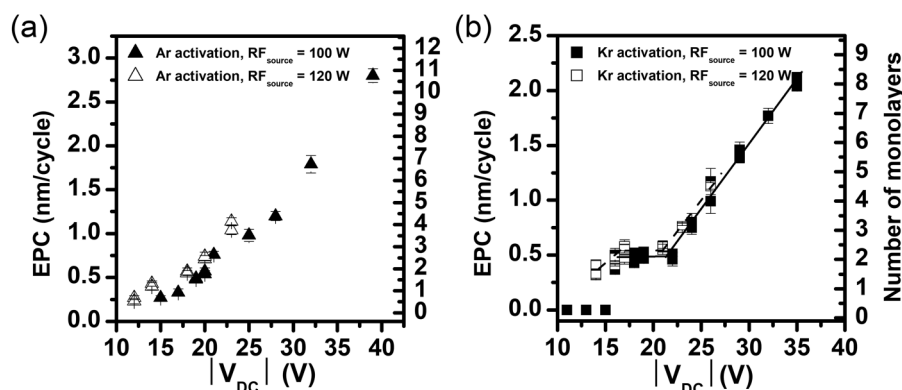 (a)
▲ Ar activation, RF_source = 100 W
△ Ar activation, RF_source = 120 W
EPC (nm/cycle)
3.0
2.5
2.0
1.5
1.0
0.5
0.0
12
11
10
9
8
7
6
5
4
3
2
1
0
10 15 20 25 30 35 40
|V_DC| (V)
(b)
■ Kr activation, RF_source = 100 W
□ Kr activation, RF_source = 120 W
EPC (nm/cycle)
2.5
2.0
1.5
1.0
0.5
0.0
9
8
7
6
5
4
3
2
1
0
Number of monolayers
10 15 20 25 30 35 40
|V_DC| (V)